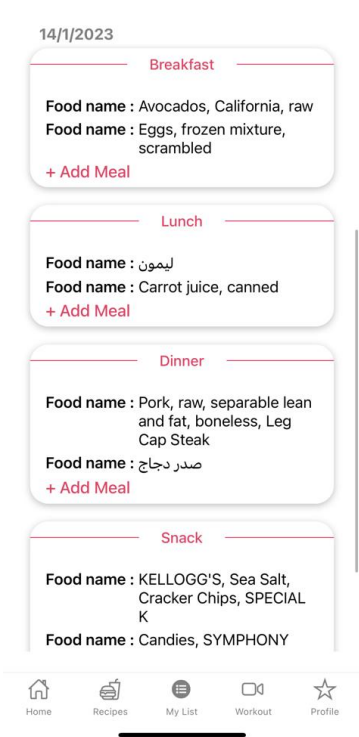 14/1/2023
Breakfast
Food name : Avocados, California, raw
Food name : Eggs, frozen mixture,
scrambled
+ Add Meal
Lunch
Food name : ليمون
Food name : Carrot juice, canned
+ Add Meal
Dinner
Food name : Pork, raw, separable lean
and fat, boneless, Leg
Cap Steak
Food name : صدر دجاج
+ Add Meal
Snack
Food name : KELLOGG'S, Sea Salt,
Cracker Chips, SPECIAL
K
Food name : Candies, SYMPHONY
Home Recipes My List Workout Profile